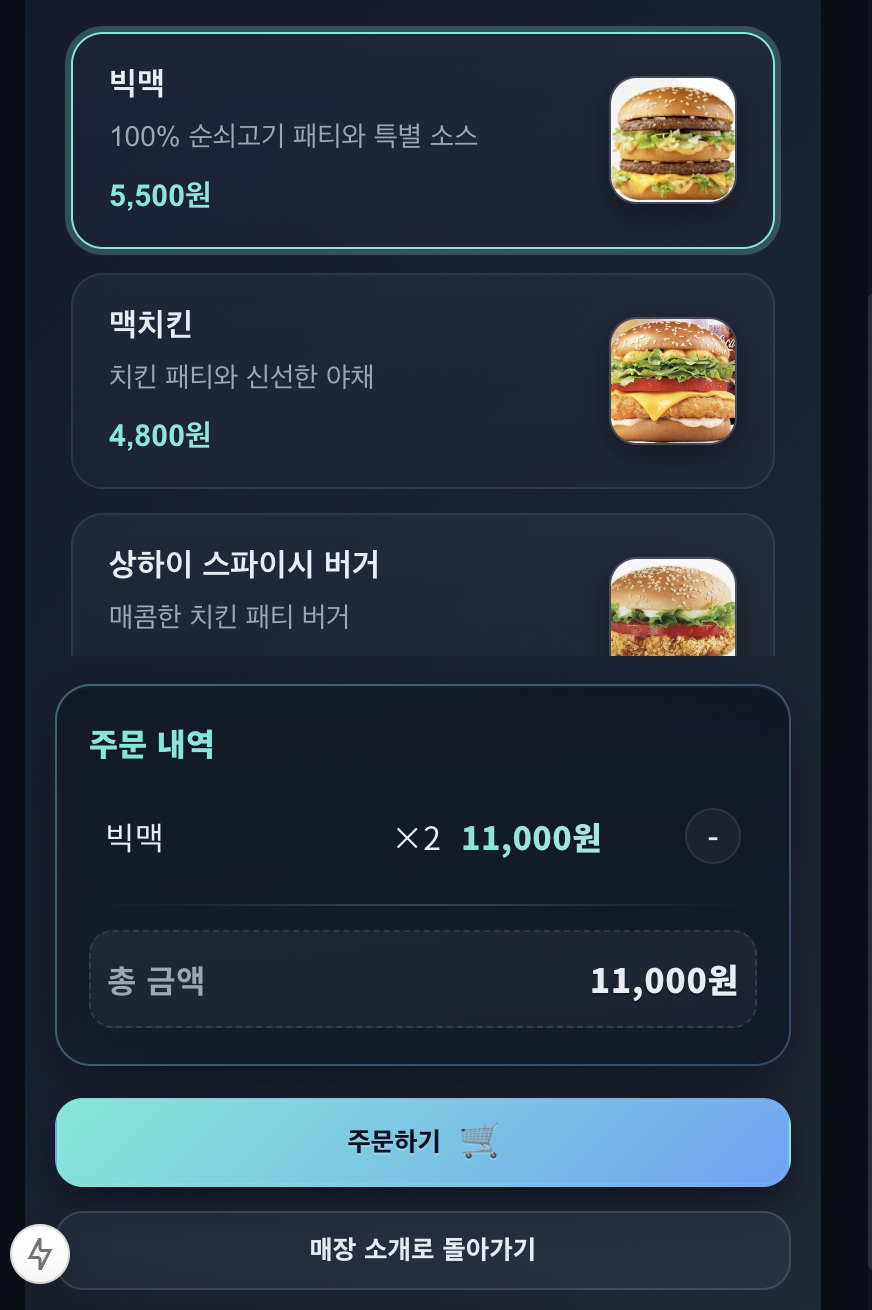 빅맥
100% 순쇠고기 패티와 특별 소스
5,500원
맥치킨
치킨 패티와 신선한 야채
4,800원
상하이 스파이시 버거
매콤한 치킨 패티 버거
주문 내역
빅맥 ×2 11,000원 -
총 금액 11,000원
주문하기 🛒
매장 소개로 돌아가기